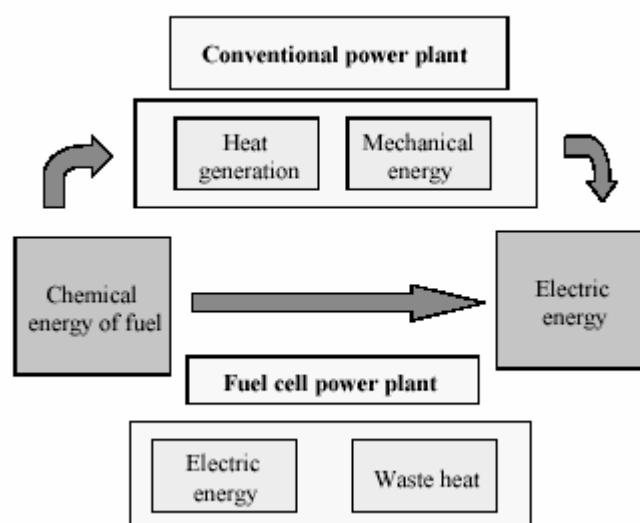 Conventional power plant
Heat
generation
Mechanical
energy
Chemical
energy of fuel
Electric
energy
Fuel cell power plant
Electric
energy
Waste heat